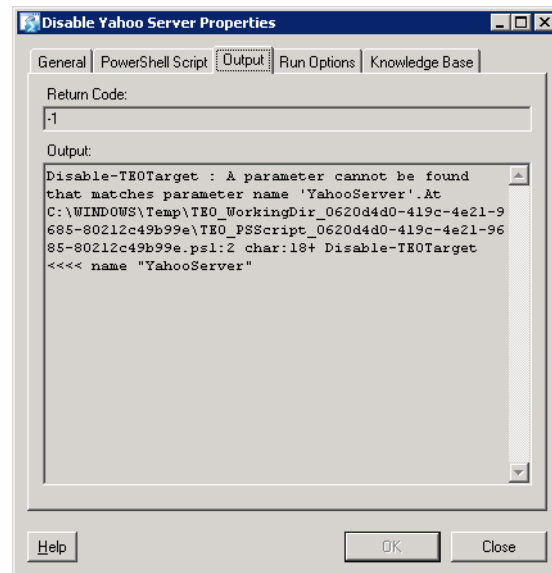 Disable Yahoo Server Properties
General PowerShell Script Output Run Options Knowledge Base
Return Code:
-1
Output:
Disable-TEOTarget : A parameter cannot be found
that matches parameter name 'YahooServer'.At
C:\WINDOWS\Temp\TEO_WorkingDir_0620d4d0-419c-4e21-9
685-80212c49b99e\TEO_PSScript_0620d4d0-419c-4e21-96
85-80212c49b99e.ps1:2 char:18+ Disable-TEOTarget
<<<< name "YahooServer"
Help OK Close